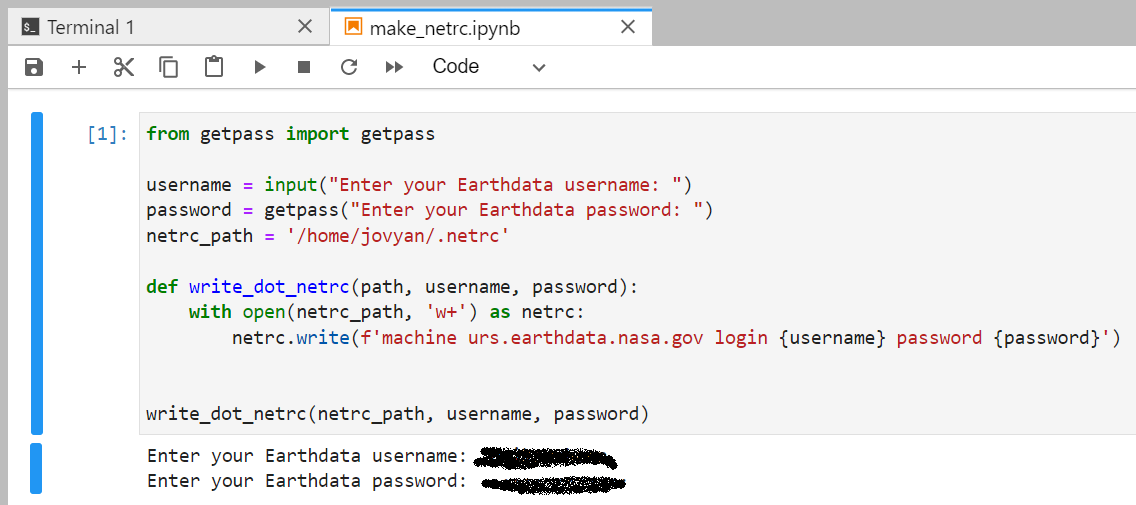 Terminal 1
make_netrc.ipynb
Code
[1]:
from getpass import getpass
username = input("Enter your Earthdata username: ")
password = getpass("Enter your Earthdata password: ")
netrc_path = '/home/jovyan/.netrc'
def write_dot_netrc(path, username, password):
    with open(netrc_path, 'w+') as netrc:
        netrc.write(f'machine urs.earthdata.nasa.gov login {username} password {password}')
write_dot_netrc(netrc_path, username, password)
Enter your Earthdata username:
Enter your Earthdata password: